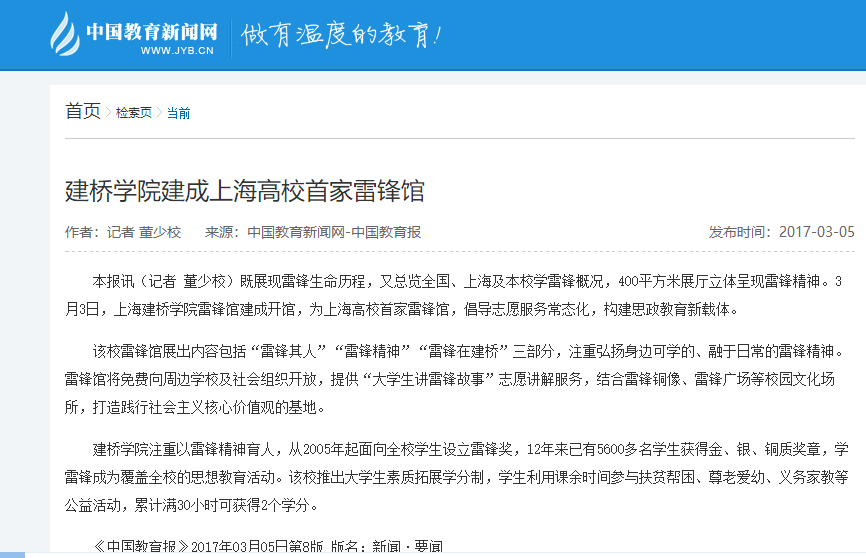 中国教育新闻网
WWW.JYB.CN
做有温度的教育!
首页 > 检索页 > 当前
建桥学院建成上海高校首家雷锋馆
作者：记者 董少校 来源：中国教育新闻网-中国教育报 发布时间：2017-03-05
本报讯（记者 董少校）既展现雷锋生命历程，又总览全国、上海及本校学雷锋概况，400平方米展厅立体呈现雷锋精神。3
月3日，上海建桥学院雷锋馆建成开馆，为上海高校首家雷锋馆，倡导志愿服务常态化，构建思政教育新载体。
该校雷锋馆展出内容包括“雷锋其人”“雷锋精神”“雷锋在建桥”三部分，注重弘扬身边可学的、融于日常的雷锋精神。
雷锋馆将免费向周边学校及社会组织开放，提供“大学生讲雷锋故事”志愿讲解服务，结合雷锋铜像、雷锋广场等校园文化场
所，打造践行社会主义核心价值观的基地。
建桥学院注重以雷锋精神育人，从2005年起面向全校学生设立雷锋奖，12年来已有5600多名学生获得金、银、铜质奖章，学
雷锋成为覆盖全校的思想教育活动。该校推出大学生素质拓展学分制，学生利用课余时间参与扶贫帮困、尊老爱幼、义务家教等
公益活动，累计满30小时可获得2个学分。
《中国教育报》2017年03月05日第8版 版名：新闻·要闻